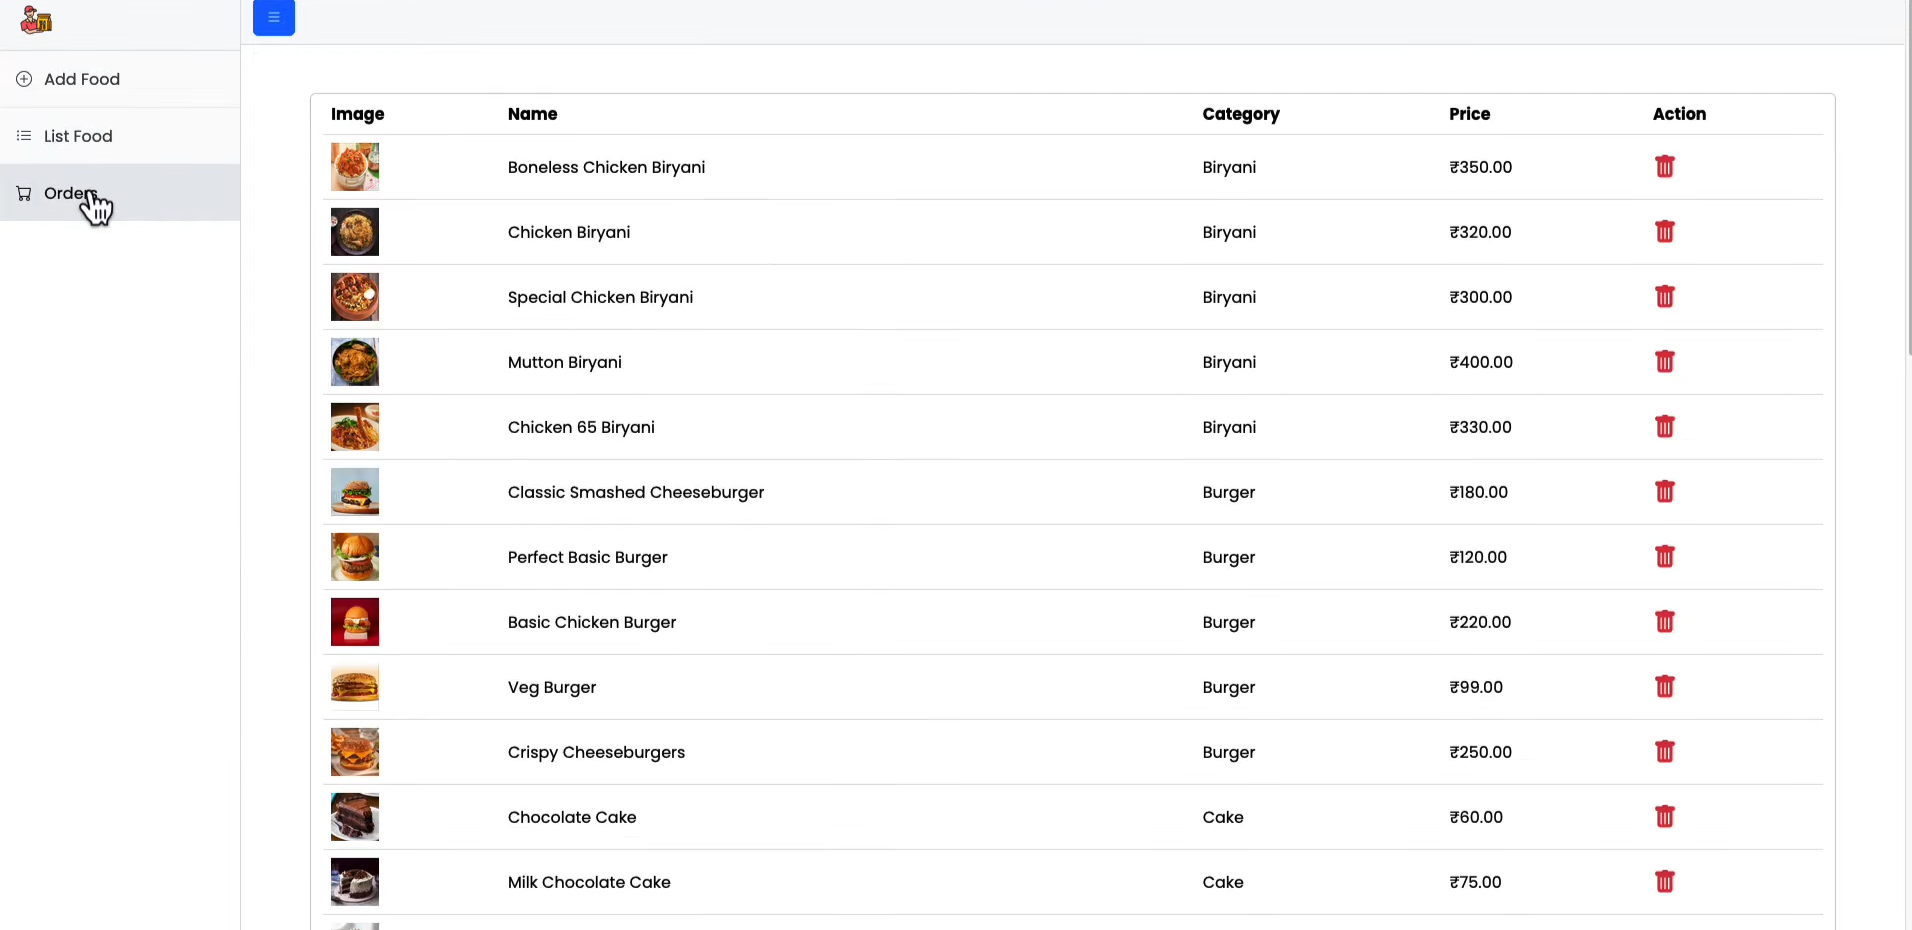 Add Food
List Food
Orders
Image Name Category Price Action
Boneless Chicken Biryani Biryani ₹350.00
Chicken Biryani Biryani ₹320.00
Special Chicken Biryani Biryani ₹300.00
Mutton Biryani Biryani ₹400.00
Chicken 65 Biryani Biryani ₹330.00
Classic Smashed Cheeseburger Burger ₹180.00
Perfect Basic Burger Burger ₹120.00
Basic Chicken Burger Burger ₹220.00
Veg Burger Burger ₹99.00
Crispy Cheeseburgers Burger ₹250.00
Chocolate Cake Cake ₹60.00
Milk Chocolate Cake Cake ₹75.00